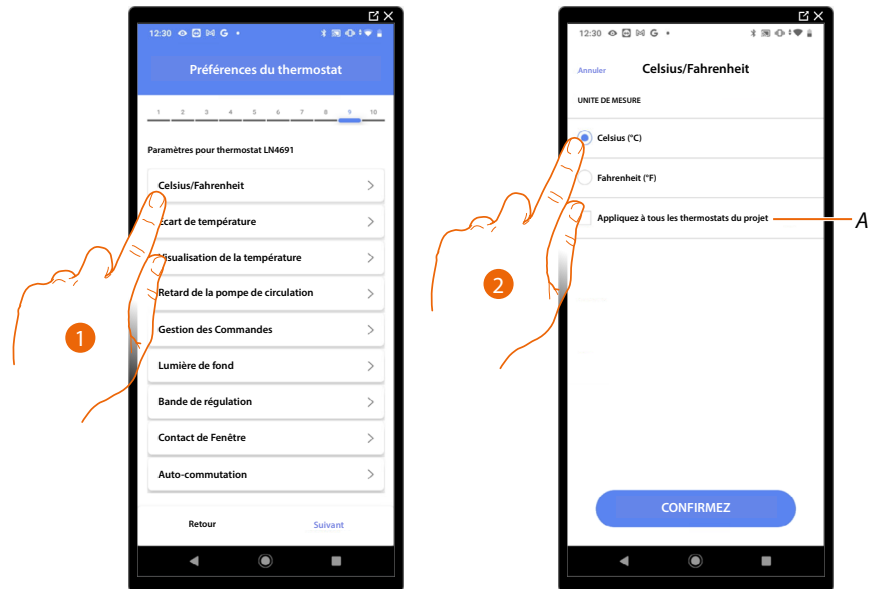 12:30 G
Préférences du thermostat
1 2 3 4 5 6 7 8 9 10
Paramètres pour thermostat LN4691
Celsius/Fahrenheit
Écart de température
Visualisation de la température
Retard de la pompe de circulation
Gestion des Commandes
Lumière de fond
Bande de régulation
Contact de Fenêtre
Auto-commutation
Retour Suivant
1
12:30 G
Annuler Celsius/Fahrenheit
UNITE DE MESURE
Celsius (°C)
Fahrenheit (°F)
Appliquez à tous les thermostats du projet
A
2
CONFIRMEZ